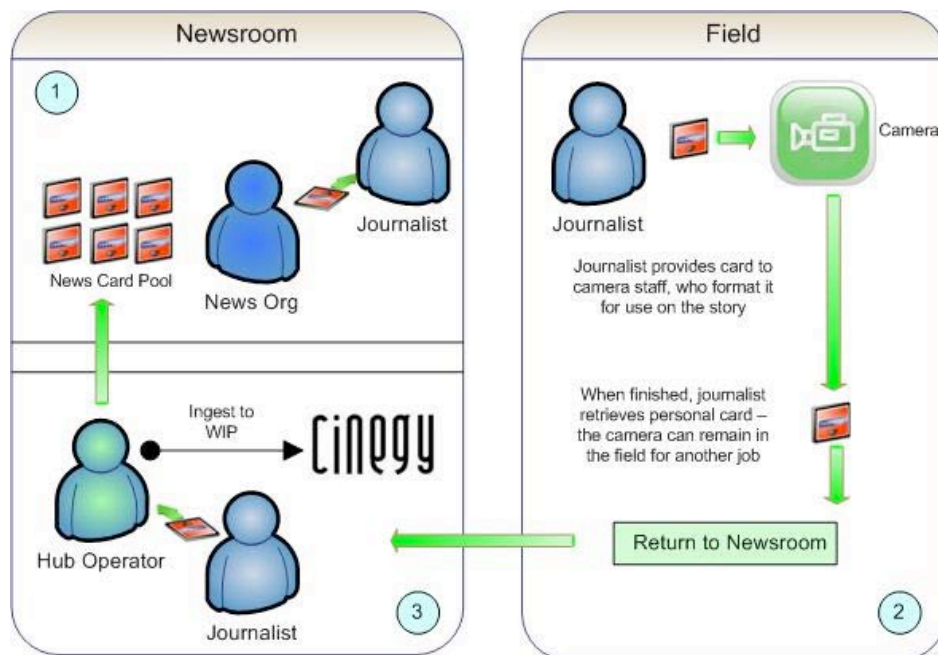 Newsroom
1
Journalist
News Card Pool
News Org
Ingest to
WIP
cinegy
Hub Operator
Journalist
3
Field
Camera
Journalist
Journalist provides card to
camera staff, who format it
for use on the story
When finished, journalist
retrieves personal card –
the camera can remain in
the field for another job
Return to Newsroom
2